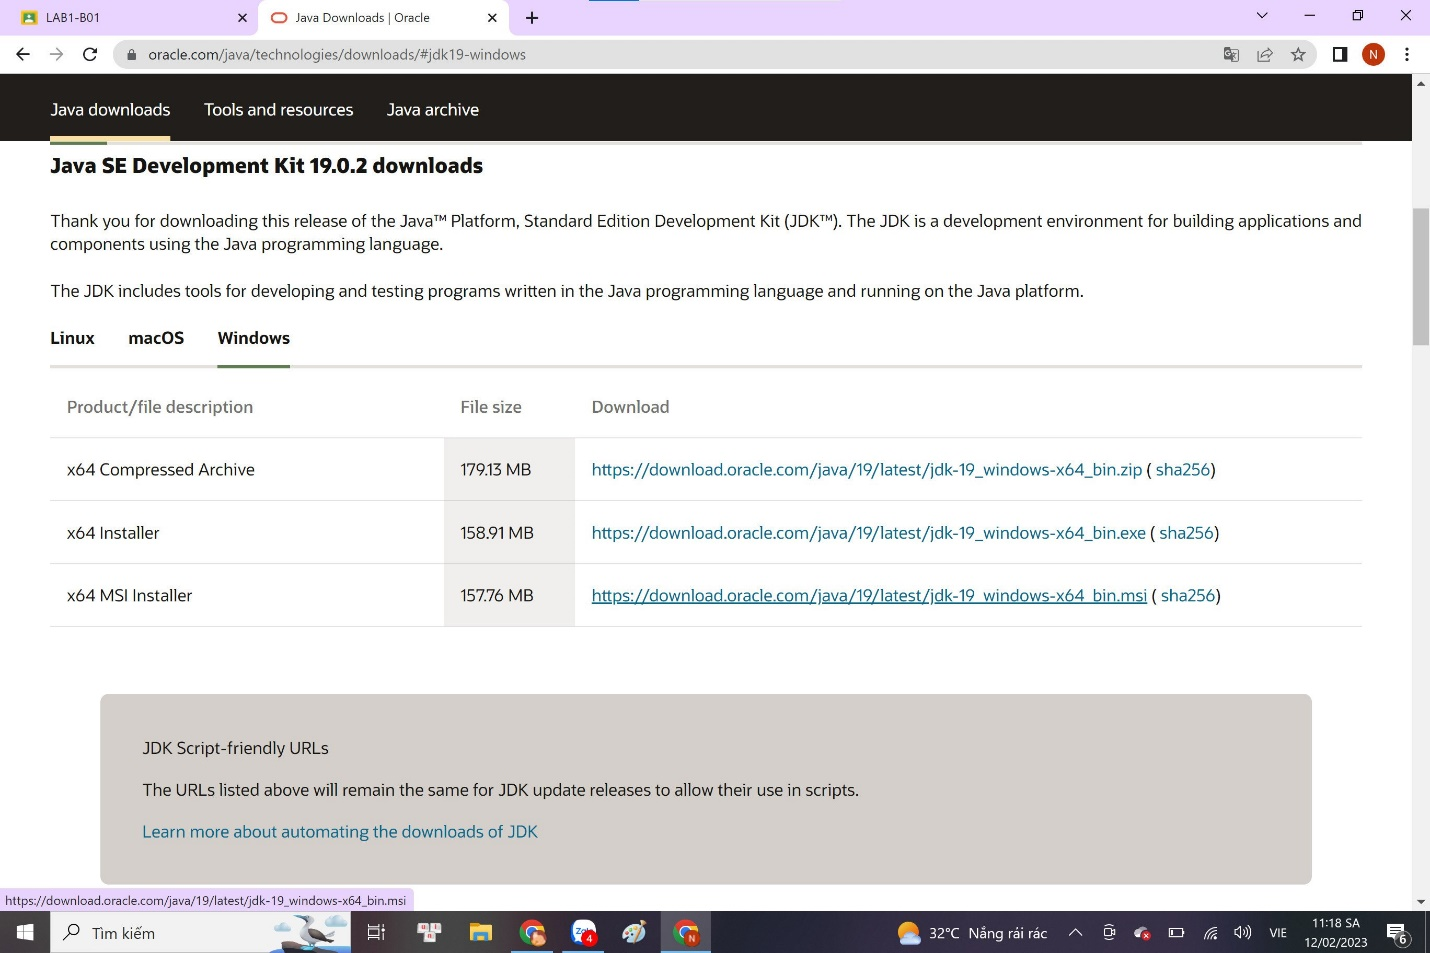 LAB1-B01
Java Downloads | Oracle
oracle.com/java/technologies/downloads/#jdk19-windows
N
Java downloads Tools and resources Java archive
Java SE Development Kit 19.0.2 downloads
Thank you for downloading this release of the Java™ Platform, Standard Edition Development Kit (JDK™). The JDK is a development environment for building applications and
components using the Java programming language.
The JDK includes tools for developing and testing programs written in the Java programming language and running on the Java platform.
Linux macOS Windows
Product/file description File size Download
x64 Compressed Archive 179.13 MB https://download.oracle.com/java/19/latest/jdk-19_windows-x64_bin.zip ( sha256)
x64 Installer 158.91 MB https://download.oracle.com/java/19/latest/jdk-19_windows-x64_bin.exe ( sha256)
x64 MSI Installer 157.76 MB https://download.oracle.com/java/19/latest/jdk-19_windows-x64_bin.msi ( sha256)
JDK Script-friendly URLs
The URLs listed above will remain the same for JDK update releases to allow their use in scripts.
Learn more about automating the downloads of JDK
https://download.oracle.com/java/19/latest/jdk-19_windows-x64_bin.msi
Tìm kiếm
4
N
32°C Nắng rải rác
VIE
11:18 SA
12/02/2023
6